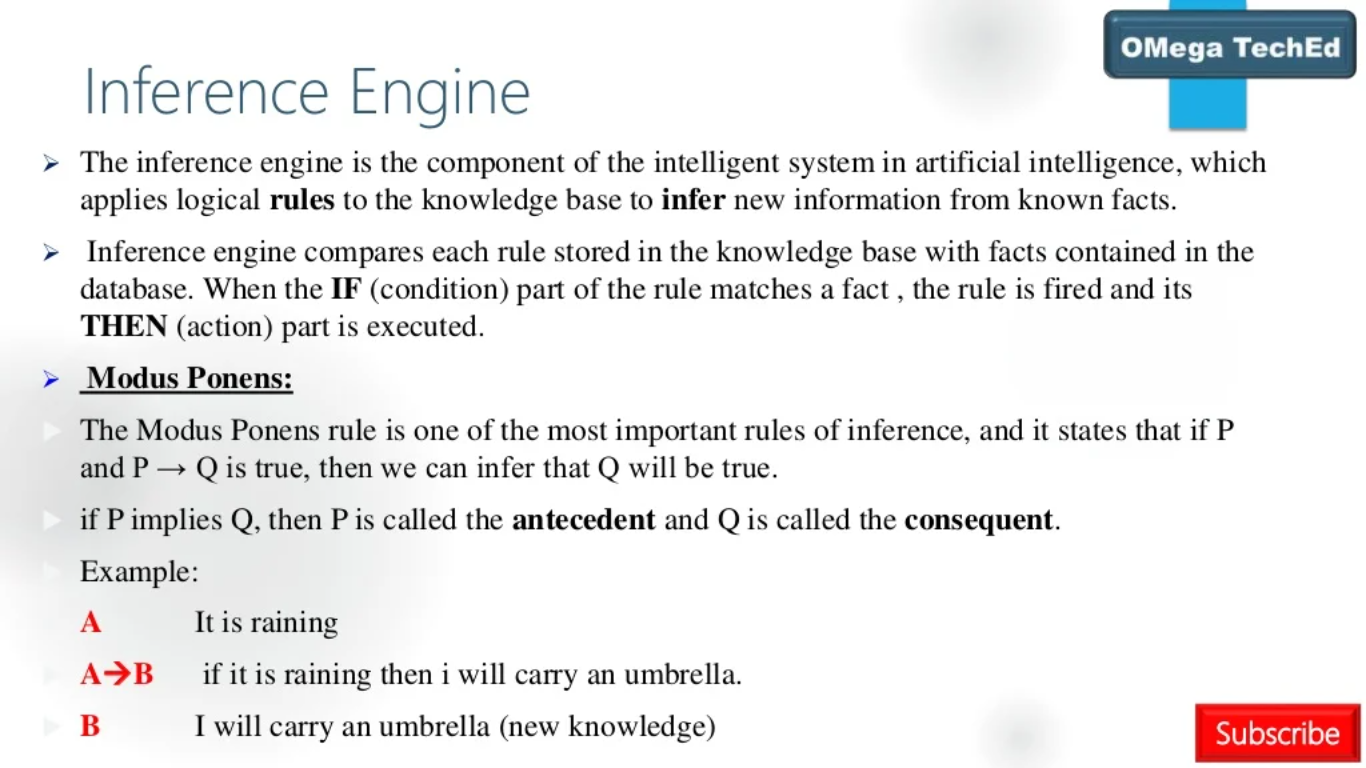 OMega TechEd
Inference Engine
➢ The inference engine is the component of the intelligent system in artificial intelligence, which
applies logical rules to the knowledge base to infer new information from known facts.
➢ Inference engine compares each rule stored in the knowledge base with facts contained in the
database. When the IF (condition) part of the rule matches a fact , the rule is fired and its
THEN (action) part is executed.
➢ Modus Ponens:
The Modus Ponens rule is one of the most important rules of inference, and it states that if P
and P → Q is true, then we can infer that Q will be true.
if P implies Q, then P is called the antecedent and Q is called the consequent.
Example:
A It is raining
A→B if it is raining then i will carry an umbrella.
B I will carry an umbrella (new knowledge)
Subscribe